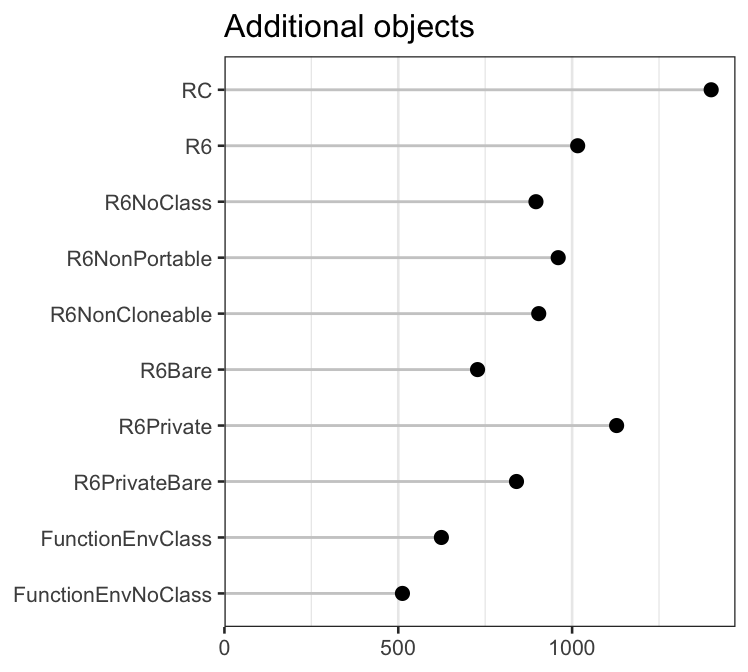 Additional objects
RC
R6
R6NoClass
R6NonPortable
R6NonCloneable
R6Bare
R6Private
R6PrivateBare
FunctionEnvClass
FunctionEnvNoClass
0 500 1000